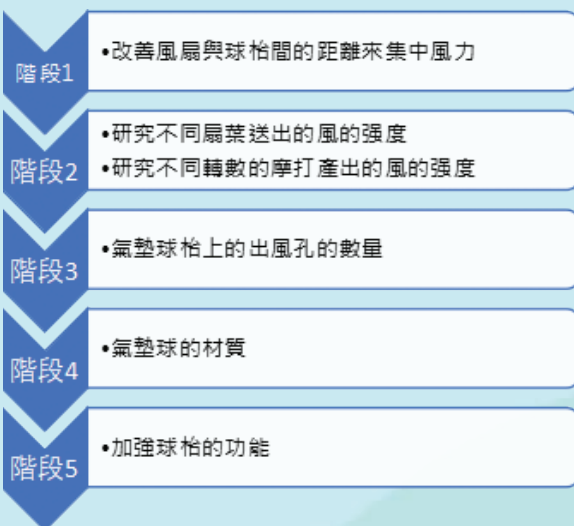 階段1
•改善風扇與球枱間的距離來集中風力
階段2
•研究不同扇葉送出的風的强度
•研究不同轉數的摩打產出的風的强度
階段3
•氣墊球枱上的出風孔的數量
階段4
•氣墊球的材質
階段5
•加強球枱的功能